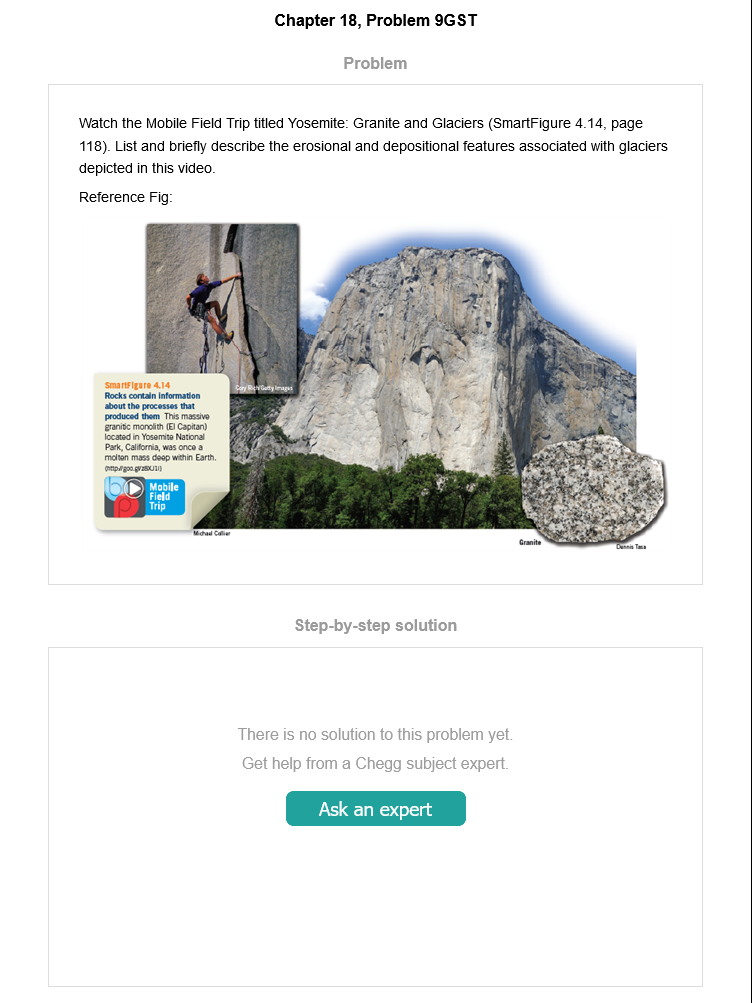 Chapter 18, Problem 9GST
Problem
Watch the Mobile Field Trip titled Yosemite: Granite and Glaciers (SmartFigure 4.14, page
118). List and briefly describe the erosional and depositional features associated with glaciers
depicted in this video.
Reference Fig:
Cory Rich/Getty Images
SmartFigure 4.14
Rocks contain information
about the processes that
produced them This massive
granitic monolith (El Capitan)
located in Yosemite National
Park, California, was once a
molten mass deep within Earth.
(http://goo.gl/z8XJ1l)
Mobile
Field
Trip
Michael Collier
Granite
Dennis Tasa
Step-by-step solution
There is no solution to this problem yet.
Get help from a Chegg subject expert.
Ask an expert